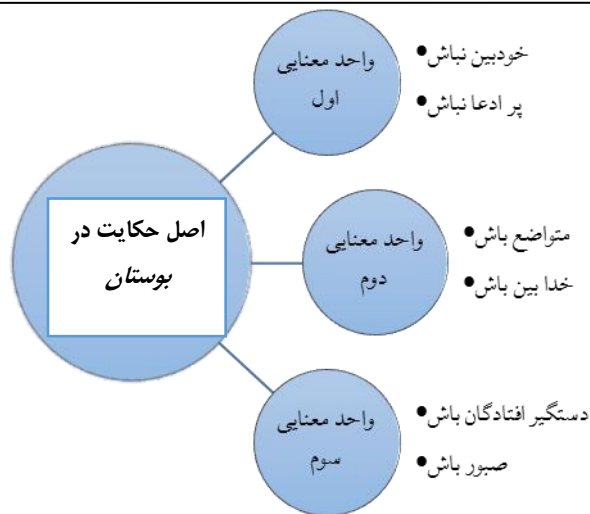 اصل حکایت در
بوستان
واحد معنایی
اول
خودبین نباش
پر ادعا نباش
واحد معنایی
دوم
متواضع باش
خدا بین باش
واحد معنایی
سوم
دستگیر افتادگان باش
صبور باش